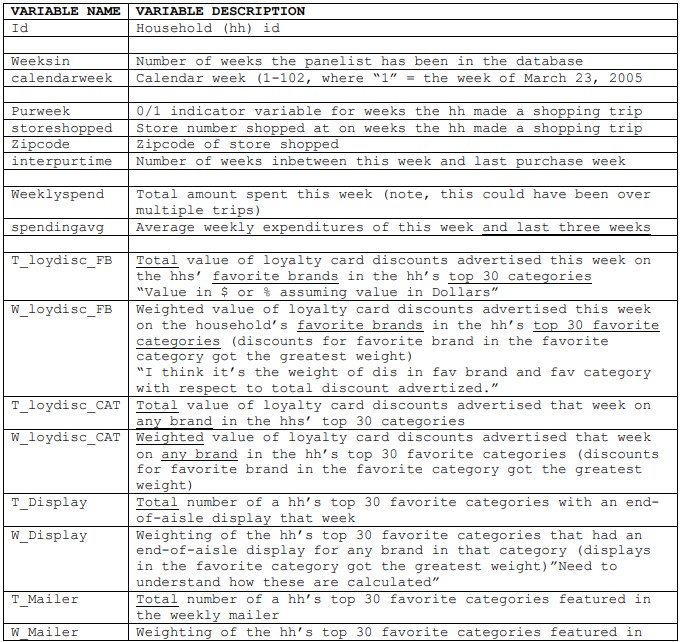 VARIABLE NAME VARIABLE DESCRIPTION
Id Household (hh) id
Weeksin Number of weeks the panelist has been in the database
calendarweek Calendar week (1-102, where “1” = the week of March 23, 2005
Purweek 0/1 indicator variable for weeks the hh made a shopping trip
storeshopped Store number shopped at on weeks the hh made a shopping trip
Zipcode Zipcode of store shopped
interpurtime Number of weeks inbetween this week and last purchase week
Weeklyspend Total amount spent this week (note, this could have been over
multiple trips)
spendingavg Average weekly expenditures of this week and last three weeks
T_loydisc_FB Total value of loyalty card discounts advertised this week on
the hhs’ favorite brands in the hh’s top 30 categories
“Value in $ or % assuming value in Dollars”
W_loydisc_FB Weighted value of loyalty card discounts advertised this week
on the household’s favorite brands in the hh’s top 30 favorite
categories (discounts for favorite brand in the favorite
category got the greatest weight)
“I think it’s the weight of dis in fav brand and fav category
with respect to total discount advertized.”
T_loydisc_CAT Total value of loyalty card discounts advertised that week on
any brand in the hhs’ top 30 categories
W_loydisc_CAT Weighted value of loyalty card discounts advertised that week
on any brand in the hh’s top 30 favorite categories (discounts
for favorite brand in the favorite category got the greatest
weight)
T_Display Total number of a hh’s top 30 favorite categories with an end-
of-aisle display that week
W_Display Weighting of the hh’s top 30 favorite categories that had an
end-of-aisle display for any brand in that category (displays
in the favorite category got the greatest weight)”Need to
understand how these are calculated”
T_Mailer Total number of a hh’s top 30 favorite categories featured in
the weekly mailer
W_Mailer Weighting of the hh’s top 30 favorite categories featured in